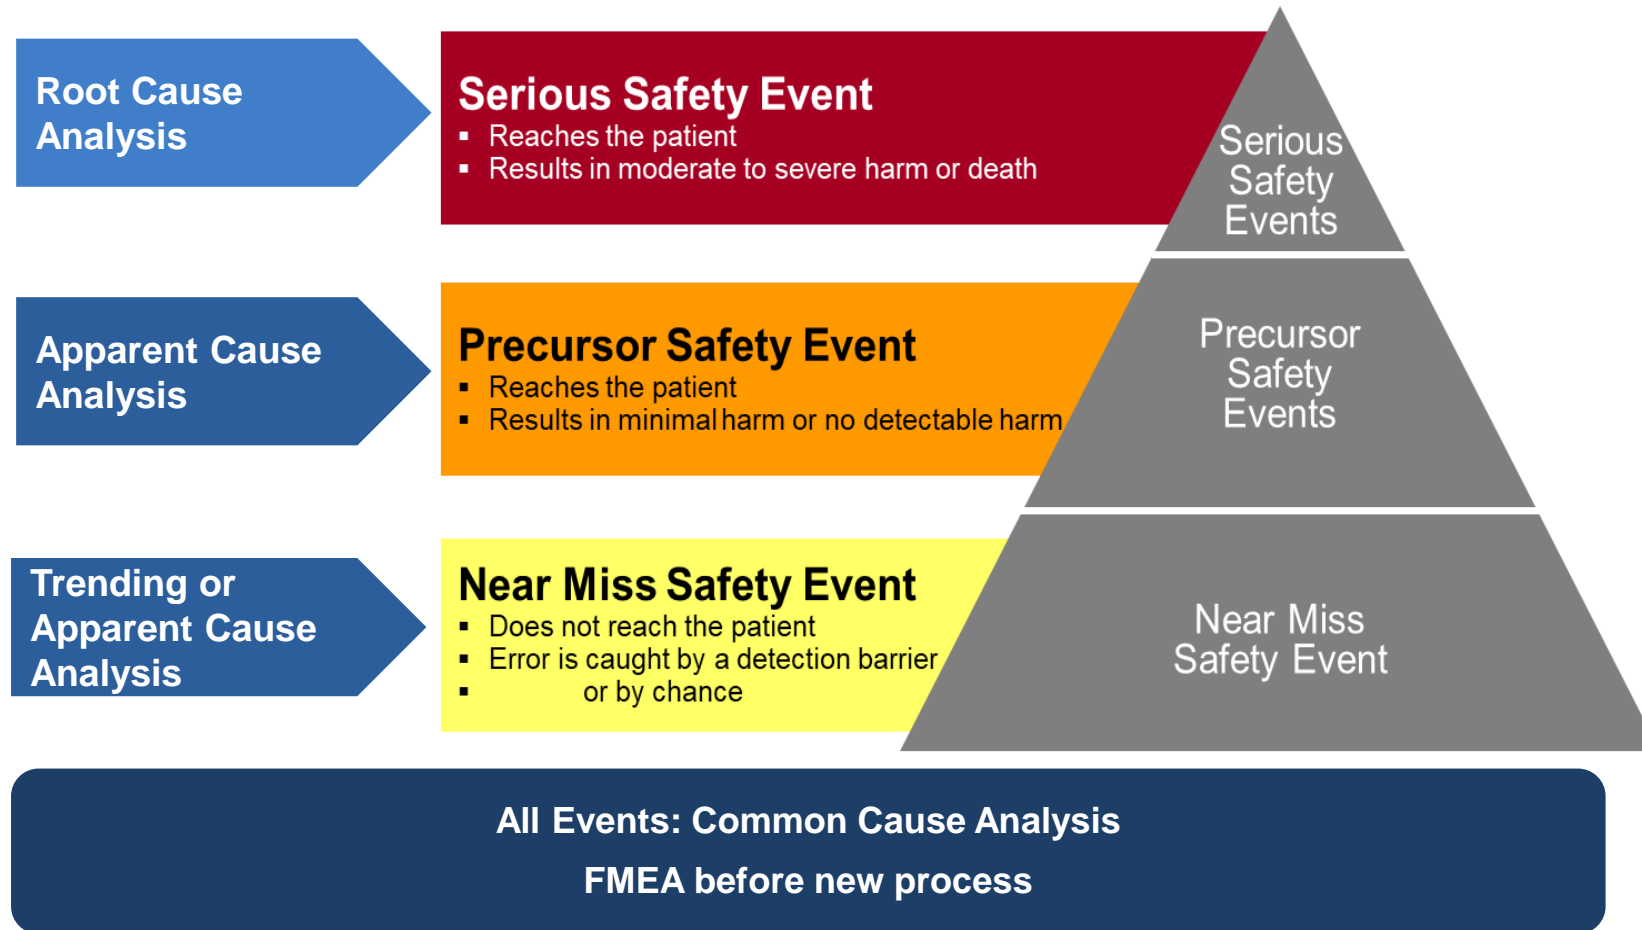 Root Cause
Analysis
Serious Safety Event
▪ Reaches the patient
▪ Results in moderate to severe harm or death
Serious
Safety
Events
Apparent Cause
Analysis
Precursor Safety Event
▪ Reaches the patient
▪ Results in minimal harm or no detectable harm
Precursor
Safety
Events
Trending or
Apparent Cause
Analysis
Near Miss Safety Event
▪ Does not reach the patient
▪ Error is caught by a detection barrier
▪ or by chance
Near Miss
Safety Event
All Events: Common Cause Analysis
FMEA before new process